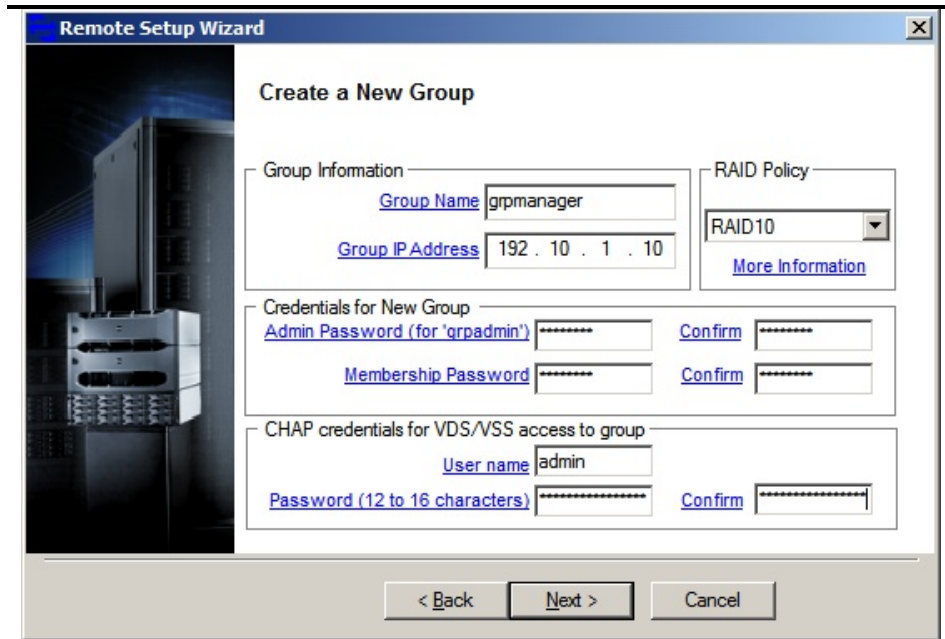 Remote Setup Wizard
Create a New Group
Group Information
Group Name grpmanager
Group IP Address 192 . 10 . 1 . 10
RAID Policy
RAID10
More Information
Credentials for New Group
Admin Password (for 'grpadmin') ******** Confirm ********
Membership Password ******** Confirm ********
CHAP credentials for VDS/VSS access to group
User name admin
Password (12 to 16 characters) **************** Confirm ****************
< Back Next > Cancel